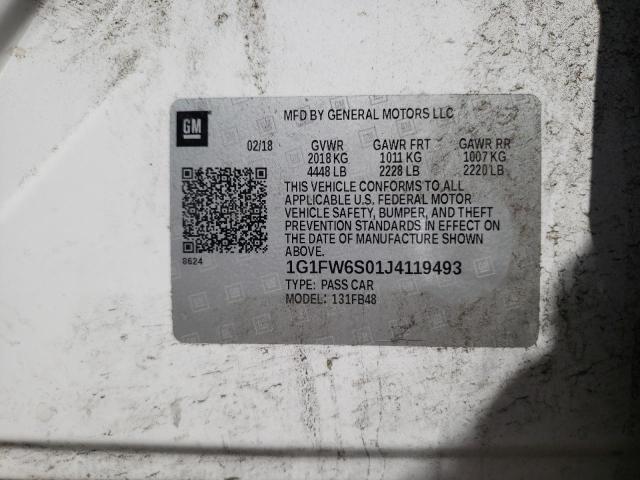 GM
MFD BY GENERAL MOTORS LLC
02/18 GVWR GAWR FRT GAWR RR
2018 KG 1011 KG 1007 KG
4448 LB 2228 LB 2220 LB
THIS VEHICLE CONFORMS TO ALL
APPLICABLE U.S. FEDERAL MOTOR
VEHICLE SAFETY, BUMPER, AND THEFT
PREVENTION STANDARDS IN EFFECT ON
THE DATE OF MANUFACTURE SHOWN
ABOVE.
8624
1G1FW6S01J4119493
TYPE: PASS CAR
MODEL: 131FB48